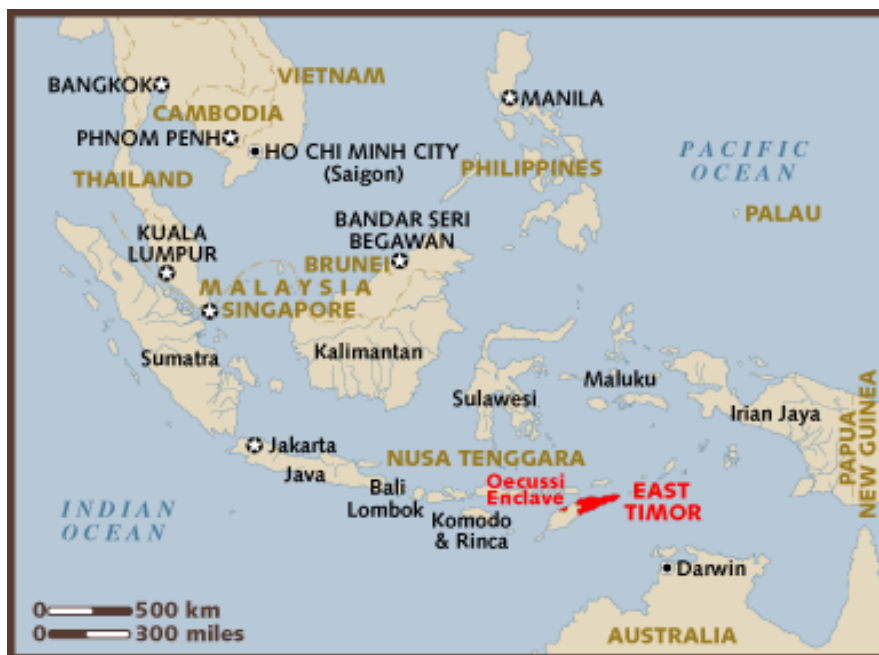 VIETNAM
BANGKOK
MANILA
CAMBODIA
PHNOM PENH
HO CHI MINH CITY
(Saigon)
PACIFIC
OCEAN
THAILAND
PHILIPPINES
PALAU
KUALA
LUMPUR
BANDAR SERI
BEGAWAN
BRUNEI
MALAYSIA
SINGAPORE
Sumatra
Kalimantan
Sulawesi
Maluku
Irian Jaya
PAPUA
NEW GUINEA
Jakarta
Java
NUSA TENGGARA
Bali
Lombok
Oecussi
Enclave
EAST
TIMOR
Komodo
& Rinca
INDIAN
OCEAN
Darwin
0 500 km
0 300 miles
AUSTRALIA